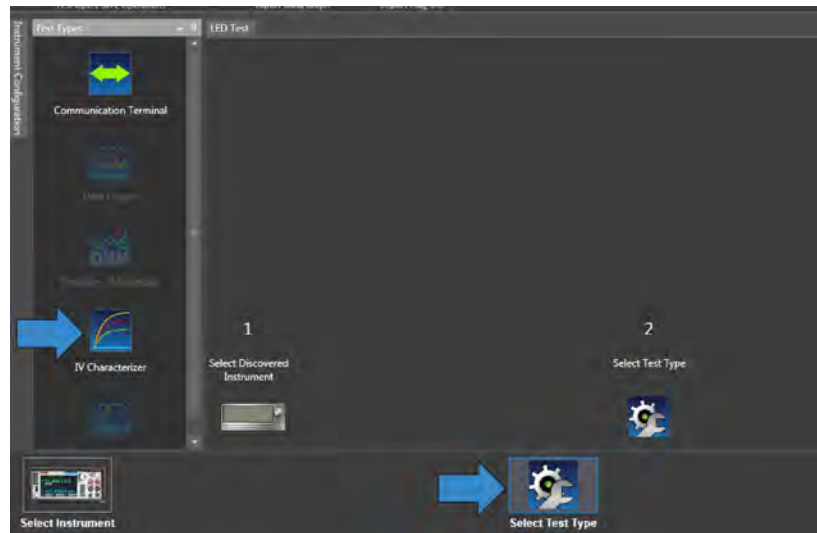 Test Types
LED Test
Instrument Configuration
Communication Terminal
IV Characterizer
1
Select Discovered
Instrument
2
Select Test Type
Select Instrument
Select Test Type